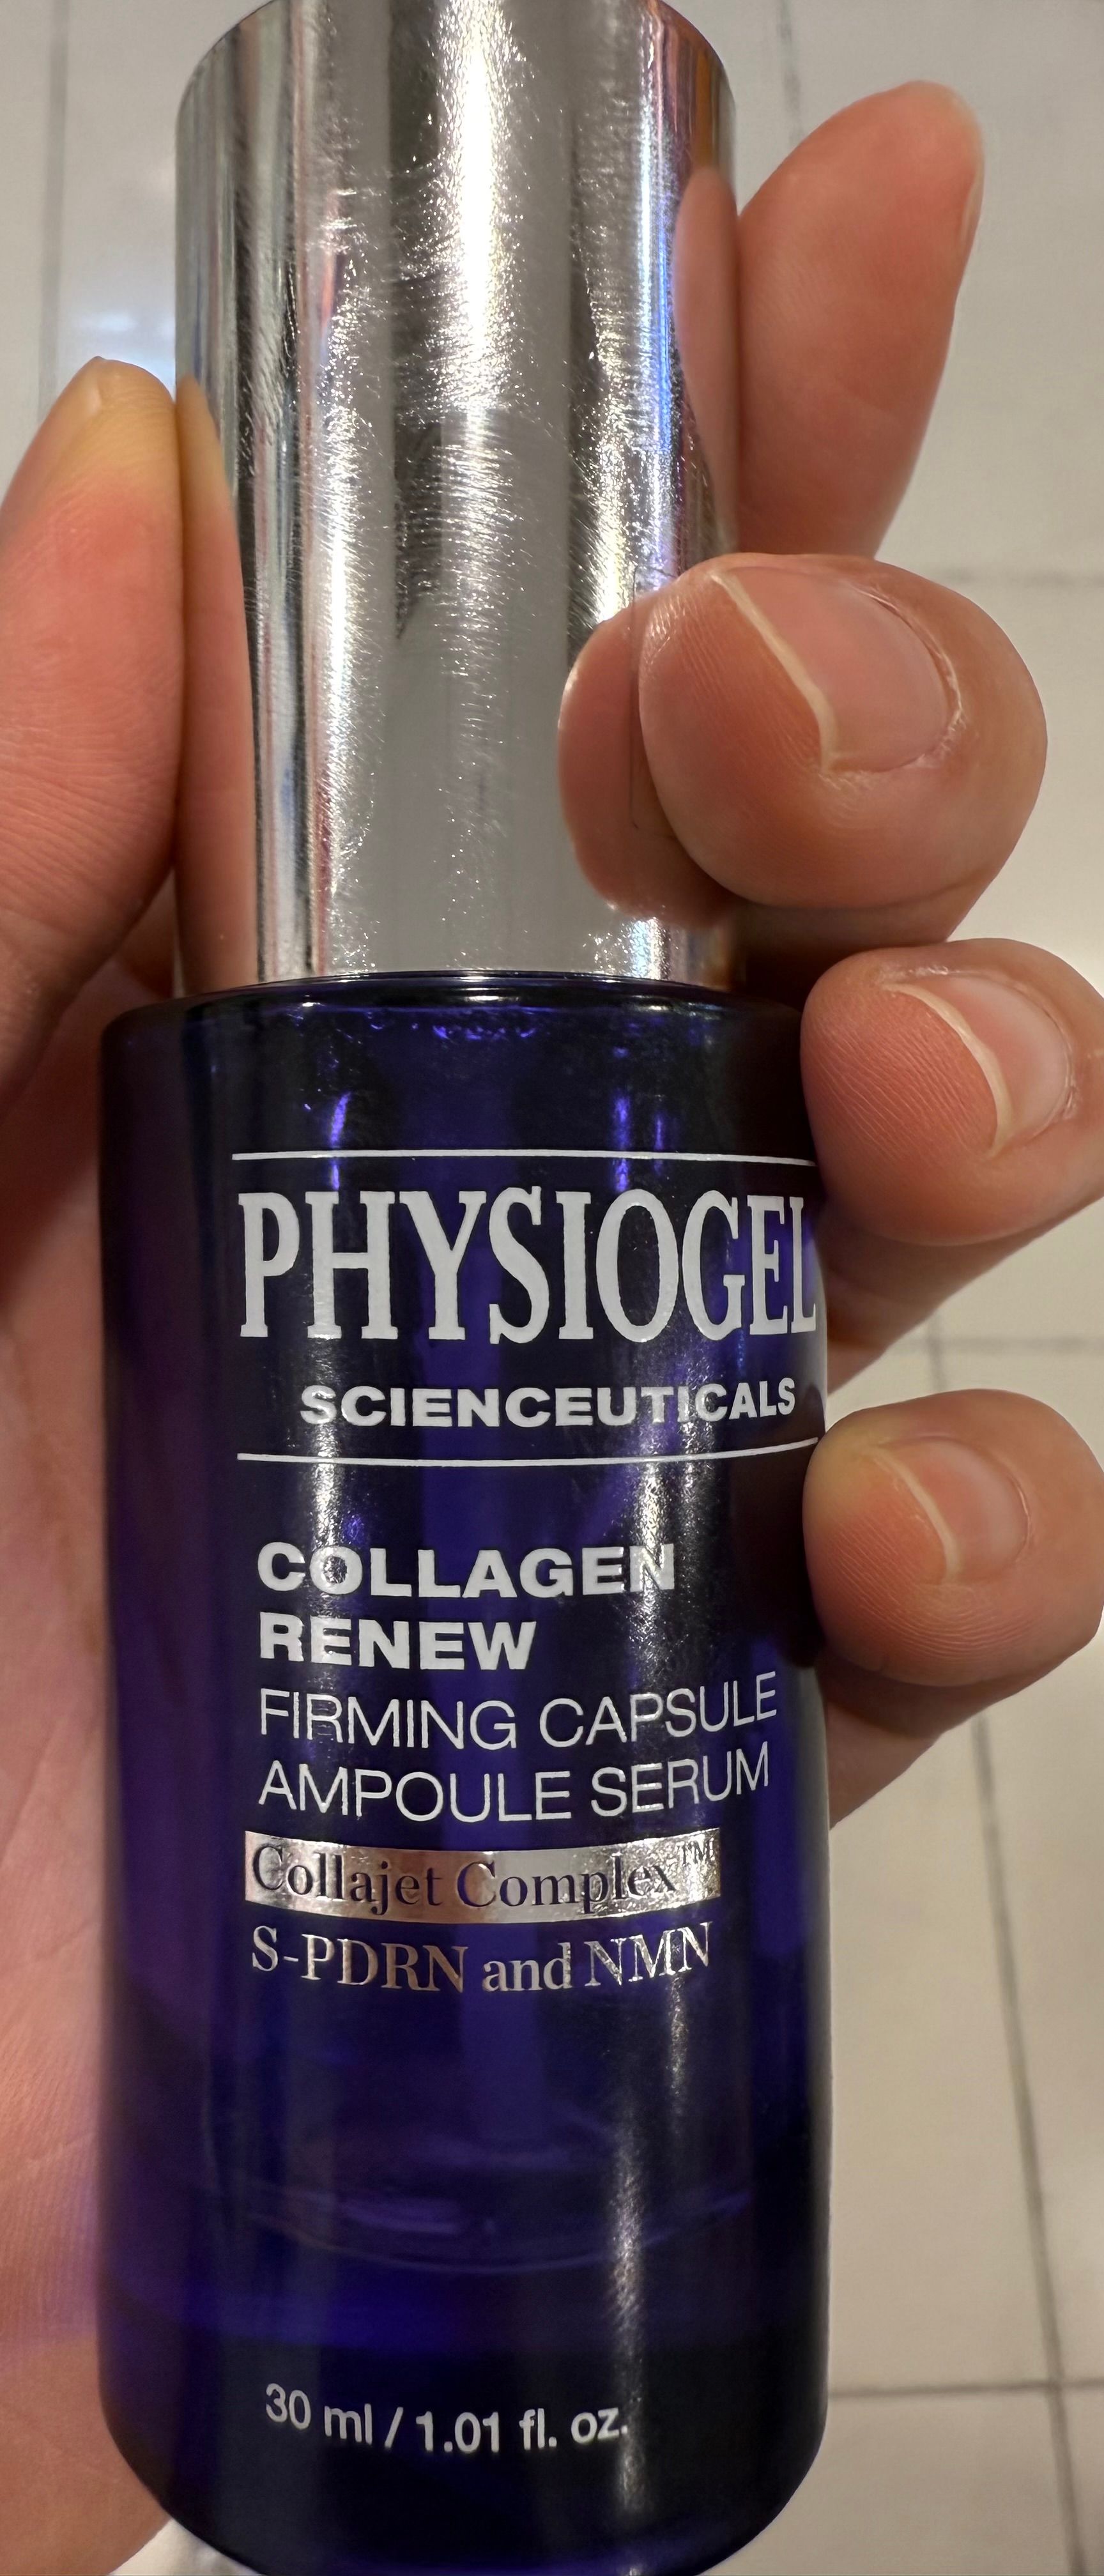 PHYSIOGEL
SCIENCEUTICALS
COLLAGEN
RENEW
FIRMING CAPSULE
AMPOULE SERUM
Collajet Complex™
S-PDRN and NMN
30 ml / 1.01 fl. oz.